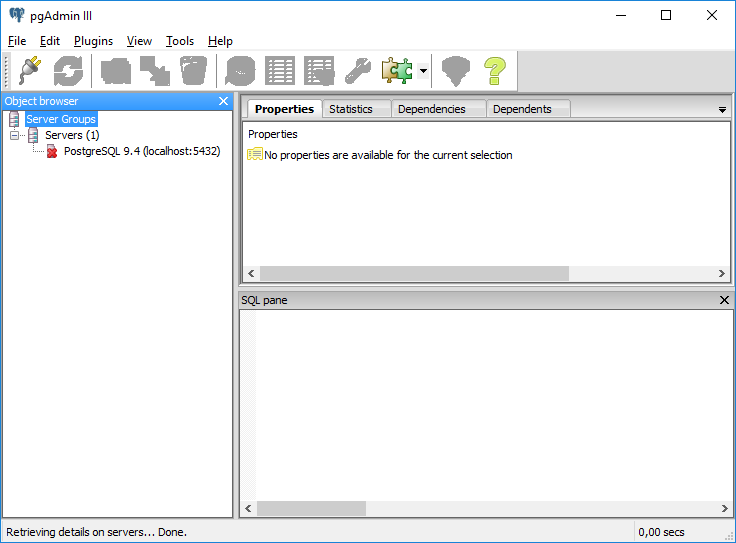 pgAdmin III
File Edit Plugins View Tools Help
Object browser
Server Groups
Servers (1)
PostgreSQL 9.4 (localhost:5432)
Properties Statistics Dependencies Dependents
Properties
No properties are available for the current selection
SQL pane
Retrieving details on servers... Done.
0,00 secs